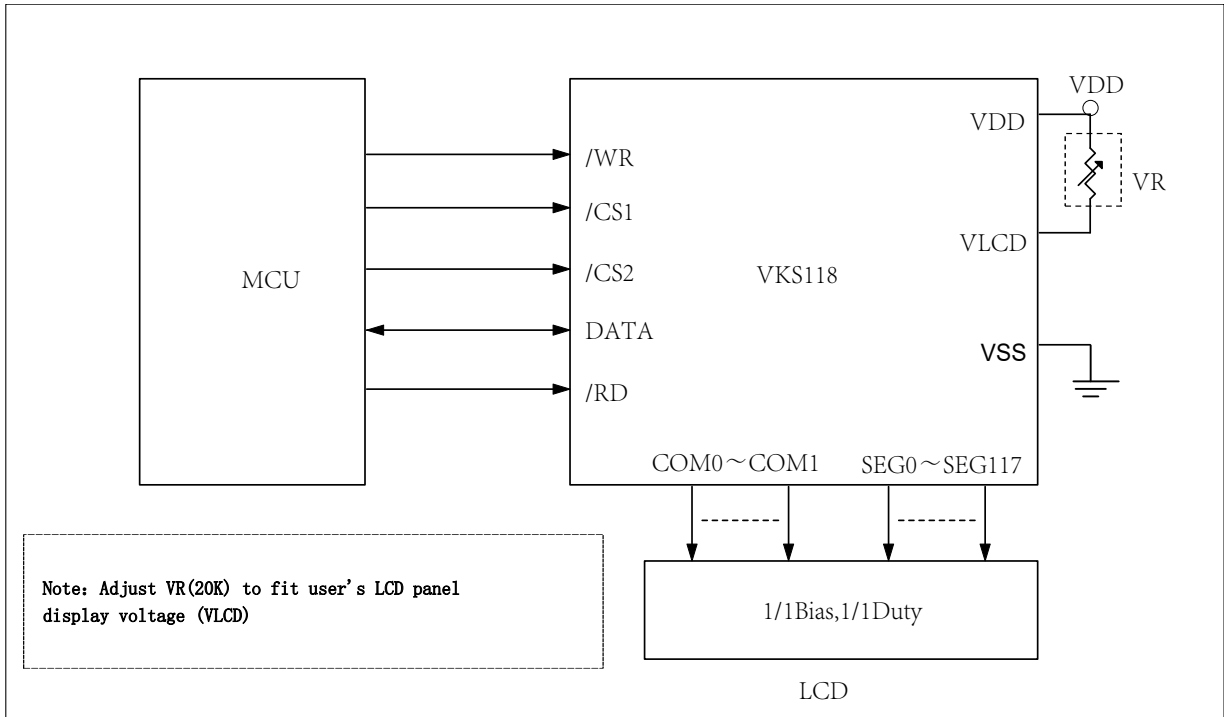 VDD
VDD
/WR
VR
/CS1
VLCD
MCU
/CS2
VKS118
DATA
VSS
/RD
COM0～COM1
SEG0～SEG117
Note: Adjust VR(20K) to fit user's LCD panel
display voltage (VLCD)
1/1Bias,1/1Duty
LCD